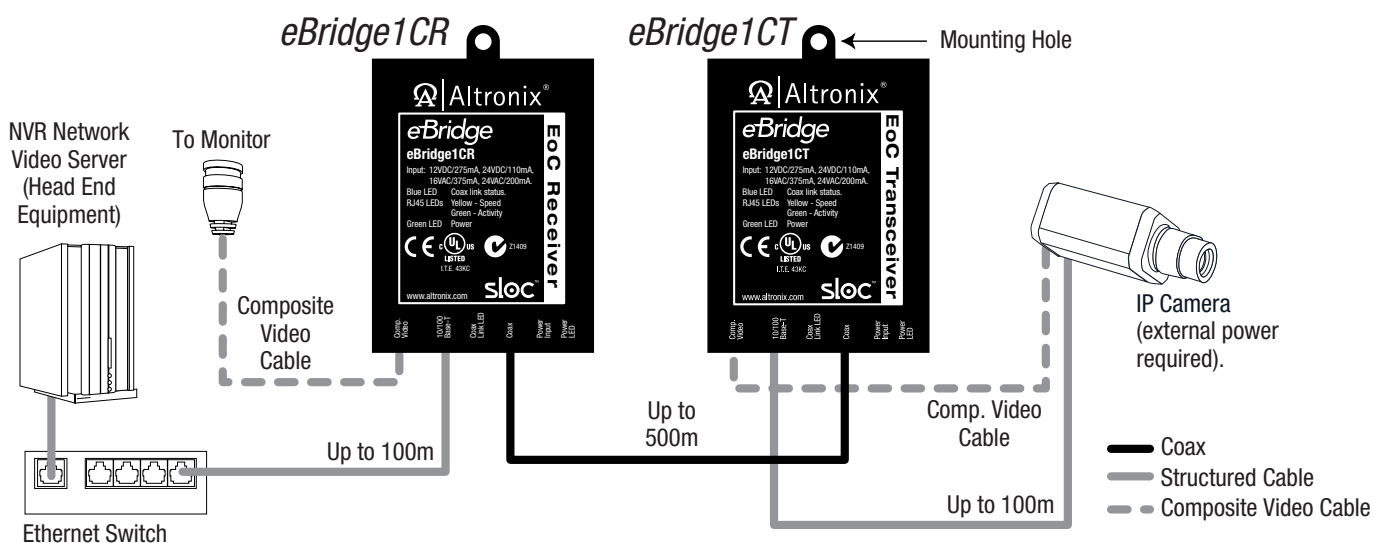 eBridge1CR
eBridge1CT
Mounting Hole
NVR Network
Video Server
(Head End
Equipment)
To Monitor
Composite
Video
Cable
Altronix®
eBridge
eBridge1CR
Input: 12VDC/275mA, 24VDC/110mA,
16VAC/375mA, 24VAC/200mA.
Blue LED Coax link status.
RJ45 LEDs Yellow - Speed
Green - Activity
Green LED Power
CE C UL US
LISTED
I.T.E. 43KC
Z1409
www.altronix.com
sloc™
EoC Receiver
Comp.
Video
10/100
Base-T
Coax
Link LED
Coax
Power
Input
Power
LED
Altronix®
eBridge
eBridge1CT
Input: 12VDC/275mA, 24VDC/110mA,
16VAC/375mA, 24VAC/200mA.
Blue LED Coax link status.
RJ45 LEDs Yellow - Speed
Green - Activity
Green LED Power
CE C UL US
LISTED
I.T.E. 43KC
Z1409
www.altronix.com
sloc™
EoC Transceiver
Comp.
Video
10/100
Base-T
Coax
Link LED
Coax
Power
Input
Power
LED
IP Camera
(external power
required).
Up to 100m
Up to
500m
Comp. Video
Cable
Up to 100m
Coax
Structured Cable
Composite Video Cable
Ethernet Switch